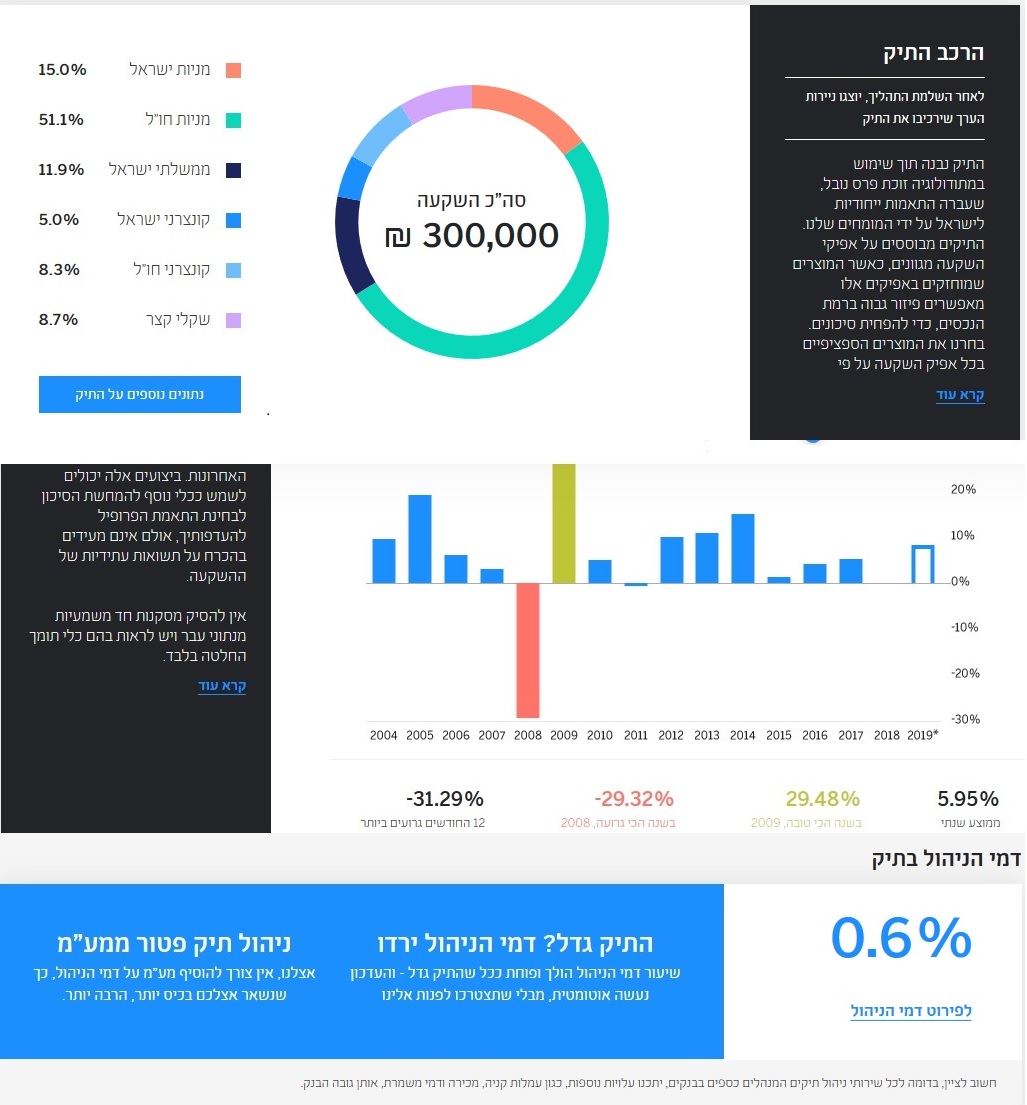 הרכב התיק
לאחר השלמת התהליך, יוצגו ניירות
הערך שירכיבו את התיק
התיק נבנה תוך שימוש
במתודולוגיה זוכת פרס נובל,
שעברה התאמות ייחודיות
לישראל על ידי המומחים שלנו.
התיקים מבוססים על אפיקי
השקעה מגוונים, כאשר המוצרים
שמוחזקים באפיקים אלו
מאפשרים פיזור גבוה ברמת
הנכסים, כדי להפחית סיכונים.
בחרנו את המוצרים הספציפיים
בכל אפיק השקעה על פי
קרא עוד
סה"כ השקעה
300,000 ₪
מניות ישראל 15.0%
מניות חו"ל 51.1%
ממשלתי ישראל 11.9%
קונצרני ישראל 5.0%
קונצרני חו"ל 8.3%
שקלי קצר 8.7%
נתונים נוספים על התיק
20%
10%
0%
-10%
-20%
-30%
2004 2005 2006 2007 2008 2009 2010 2011 2012 2013 2014 2015 2016 2017 2018 2019*
5.95%
ממוצע שנתי
29.48%
בשנה הכי טובה, 2009
-29.32%
בשנה הכי גרועה, 2008
-31.29%
12 החודשים גרועים ביותר
האחרונות. ביצועים אלה יכולים
לשמש ככלי נוסף להמחשת הסיכון
לבחינת התאמת הפרופיל
להעדפותיך, אולם אינם מעידים
בהכרח על תשואות עתידיות של
ההשקעה.
אין להסיק מסקנות חד משמעיות
מנתוני עבר ויש לראות בהם כלי תומך
החלטה בלבד.
קרא עוד
דמי הניהול בתיק
0.6%
לפירוט דמי הניהול
התיק גדל? דמי הניהול ירדו
שיעור דמי הניהול הולך ופוחת ככל שהתיק גדל - והעדכון
נעשה אוטומטית, מבלי שתצטרכו לפנות אלינו
ניהול תיק פטור ממע"מ
אצלנו, אין צורך להוסיף מע"מ על דמי הניהול, כך
שנשאר אצלכם בכיס יותר, הרבה יותר.
חשוב לציין, בדומה לכל שירותי ניהול תיקים המנהלים כספים בבנקים, יתכנו עלויות נוספות, כגון עמלות קניה, מכירה ודמי משמרת, אותן גובה הבנק.